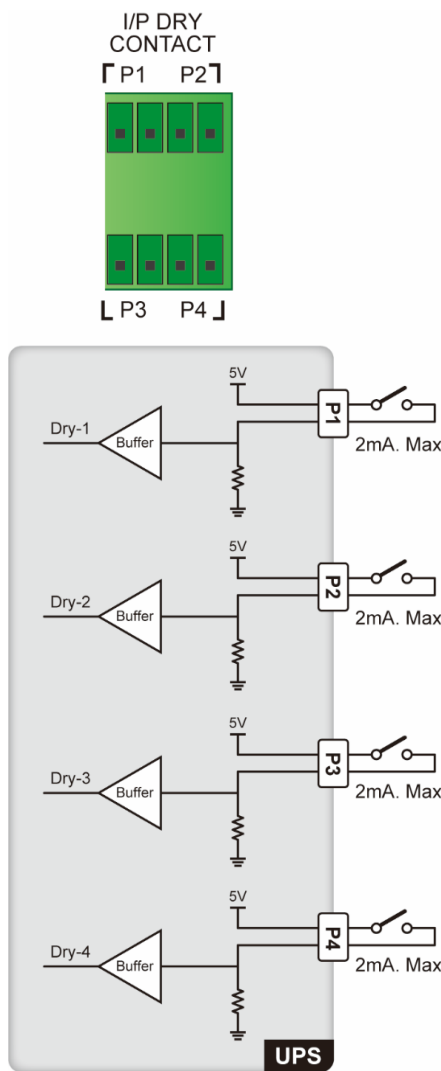 I/P DRY
CONTACT
P1 P2
P3 P4
5V
P1
Dry-1
Buffer
2mA. Max
5V
P2
Dry-2
Buffer
2mA. Max
5V
P3
Dry-3
Buffer
2mA. Max
5V
P4
Dry-4
Buffer
2mA. Max
UPS